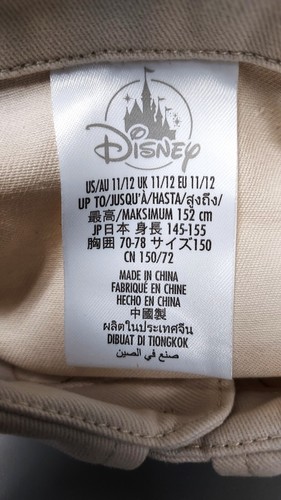 Disney
US/AU 11/12 UK 11/12 EU 11/12
UP TO/JUSQU'À/HASTA/สูงถึง/
最高/MAKSIMUM 152 cm
JP日本 身長 145-155
胸囲 70-78 サイズ150
CN 150/72
MADE IN CHINA
FABRIQUÉ EN CHINE
HECHO EN CHINA
中國製
ผลิตในประเทศจีน
DIBUAT DI TIONGKOK
صنع في الصين